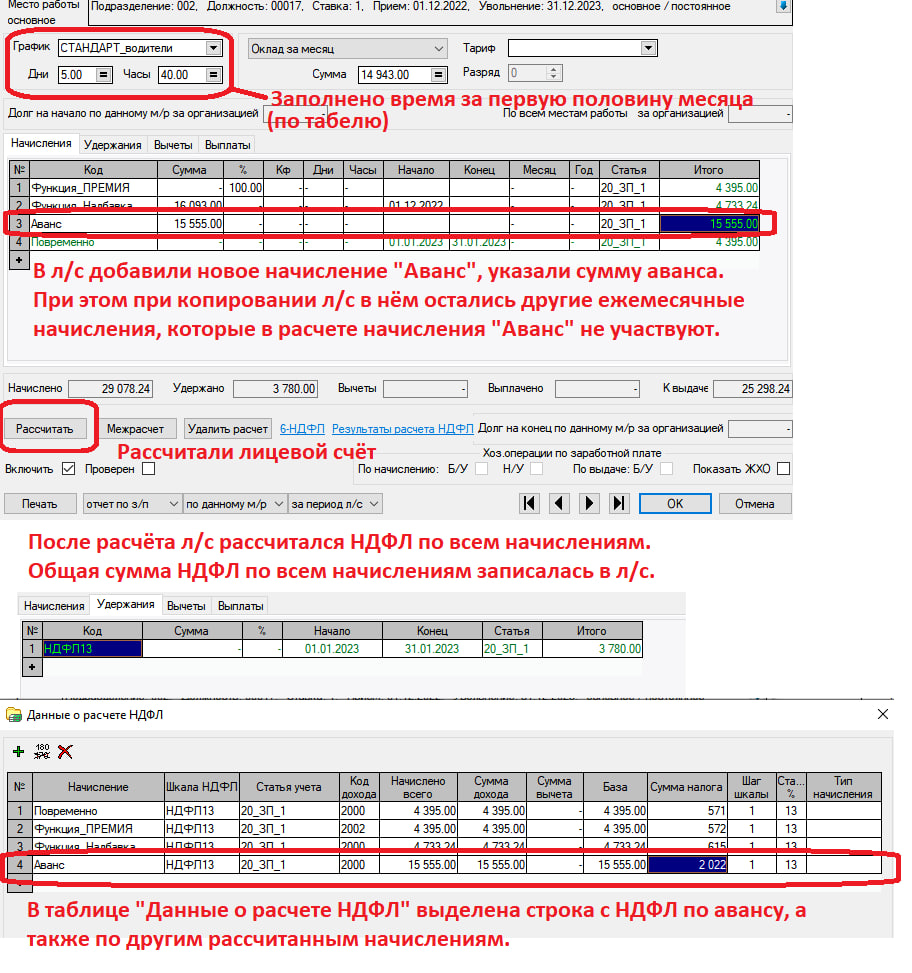 Место работы
основное
Подразделение: 002, Должность: 00017, Ставка: 1, Прием: 01.12.2022, Увольнение: 31.12.2023, основное / постоянное
График СТАНДАРТ_водители Оклад за месяц Тариф
Дни 5.00 = Часы 40.00 = Сумма 14 943.00 = Разряд 0
Заполнено время за первую половину месяца
(по табелю)
Долг на начало по данному м/р за организацией - По всем местам работы за организацией -
Начисления Удержания Вычеты Выплаты
№ Код Сумма % Кф Дни Часы Начало Конец Месяц Год Статья Итого
1 Функция_ПРЕМИЯ - 100.00 - - - - - 20_ЗП_1 4 395.00
2 Функция_Надбавка 16 093.00 - - - 01.12.2022 - - 20_ЗП_1 4 733.24
3 Аванс 15 555.00 - - - - - 20_ЗП_1 15 555.00
4 Повременно - - - - - 01.01.2023 31.01.2023 - - 20_ЗП_1 4 395.00
+
В л/с добавили новое начисление "Аванс", указали сумму аванса.
При этом при копировании л/с в нём остались другие ежемесячные
начисления, которые в расчете начисления "Аванс" не участвуют.
Начислено 29 078.24 Удержано 3 780.00 Вычеты - Выплачено - К выдаче 25 298.24
Рассчитать Межрасчет Удалить расчет 6-НДФЛ Результаты расчета НДФЛ Долг на конец по данному м/р за организацией -
Рассчитали лицевой счёт
Хоз.операции по заработной плате
Включить Проверен По начислению: Б/У Н/У По выдаче: Б/У Показать ЖХО
Печать отчет по з/п по данному м/р за период л/с OK Отмена
После расчёта л/с рассчитался НДФЛ по всем начислениям.
Общая сумма НДФЛ по всем начислениям записалась в л/с.
Начисления Удержания Вычеты Выплаты
№ Код Сумма % Начало Конец Статья Итого
1 НДФЛ13 - - 01.01.2023 31.01.2023 20_ЗП_1 3 780.00
+
Данные о расчете НДФЛ
№ Начисление Шкала НДФЛ Статья учета Код дохода Начислено всего Сумма дохода Сумма вычета База Сумма налога Шаг шкалы Ста... % Тип начисления
1 Повременно НДФЛ13 20_ЗП_1 2000 4 395.00 4 395.00 - 4 395.00 571 1 13
2 Функция_ПРЕМИЯ НДФЛ13 20_ЗП_1 2002 4 395.00 4 395.00 - 4 395.00 572 1 13
3 Функция_Надбавка НДФЛ13 20_ЗП_1 2000 4 733.24 4 733.24 - 4 733.24 615 1 13
4 Аванс НДФЛ13 20_ЗП_1 2000 15 555.00 15 555.00 - 15 555.00 2 022 1 13
В таблице "Данные о расчете НДФЛ" выделена строка с НДФЛ по авансу, а
также по другим рассчитанным начислениям.